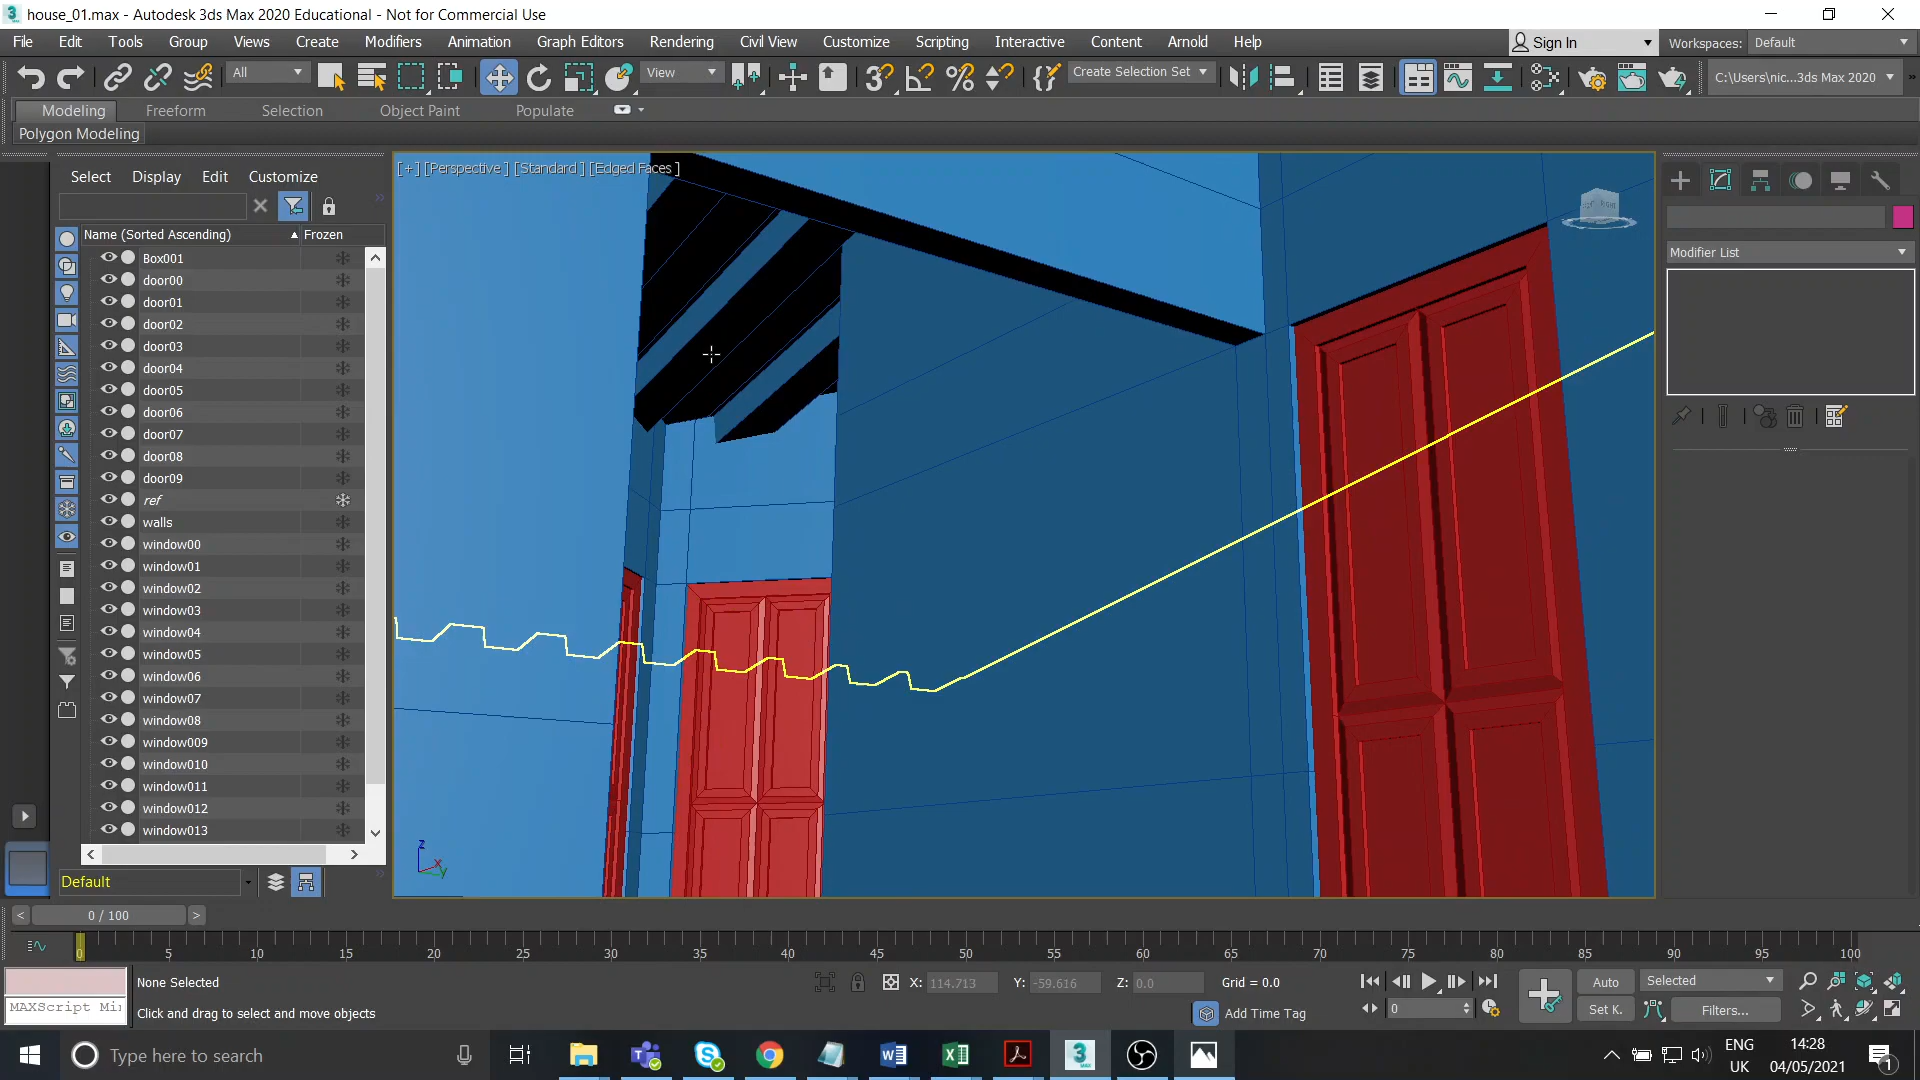 house_01.max - Autodesk 3ds Max 2020 Educational - Not for Commercial Use
File Edit Tools Group Views Create Modifiers Animation Graph Editors Rendering Civil View Customize Scripting Interactive Content Arnold Help Sign In Workspaces: Default
All View Create Selection Set C:\Users\nic...3ds Max 2020
Modeling Freeform Selection Object Paint Populate
Polygon Modeling
Select Display Edit Customize
[ + ] [Perspective ] [Standard ] [Edged Faces ]
Name (Sorted Ascending) Frozen
Modifier List
Box001
door00
door01
door02
door03
door04
door05
door06
door07
door08
door09
ref
walls
window00
window01
window02
window03
window04
window05
window06
window07
window08
window009
window010
window011
window012
window013
z
x
y
Default
0 / 100
0 5 10 15 20 25 30 35 40 45 50 55 60 65 70 75 80 85 90 95 100
None Selected X: 114.713 Y: -59.616 Z: 0.0 Grid = 0.0 Auto Selected
MAXScript Mi
Click and drag to select and move objects Add Time Tag 0 Set K. Filters...
Type here to search ENG 14:28
UK 04/05/2021
1